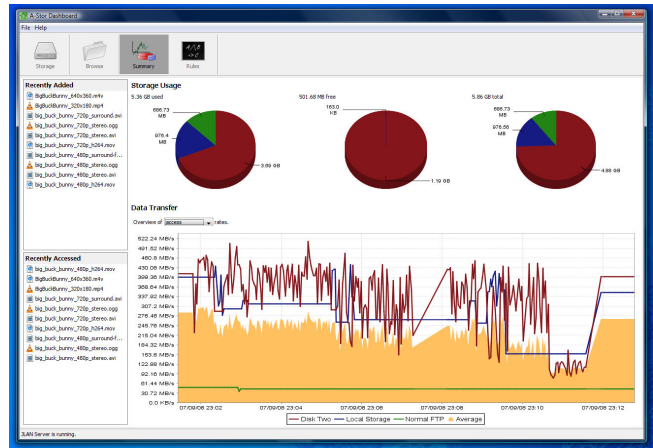 A-Stor Dashboard
File Help
Storage
Browse
Summary
Rules
Recently Added
BigBuckBunny_640x360.m4v
BigBuckBunny_320x180.mp4
big_buck_bunny_720p_surround.avi
big_buck_bunny_720p_stereo.ogg
big_buck_bunny_720p_stereo.avi
big_buck_bunny_720p_h264.mov
big_buck_bunny_480p_surround-f...
big_buck_bunny_480p_stereo.ogg
big_buck_bunny_480p_stereo.avi
big_buck_bunny_480p_h264.mov
Recently Accessed
big_buck_bunny_480p_h264.mov
BigBuckBunny_640x360.m4v
BigBuckBunny_320x180.mp4
big_buck_bunny_720p_surround.avi
big_buck_bunny_720p_stereo.ogg
big_buck_bunny_720p_stereo.avi
big_buck_bunny_720p_h264.mov
big_buck_bunny_480p_surround-f...
big_buck_bunny_480p_stereo.ogg
big_buck_bunny_480p_stereo.avi
Storage Usage
5.36 GB used
686.73 MB
976.4 MB
3.69 GB
501.68 MB free
163.0 KB
1.19 GB
5.86 GB total
686.73 MB
976.56 MB
4.88 GB
Data Transfer
Overview of access rates.
522.24 MB/s
491.52 MB/s
460.8 MB/s
430.08 MB/s
399.36 MB/s
368.64 MB/s
337.92 MB/s
307.2 MB/s
276.48 MB/s
245.76 MB/s
215.04 MB/s
184.32 MB/s
153.6 MB/s
122.88 MB/s
92.16 MB/s
61.44 MB/s
30.72 MB/s
0.0 KB/s
07/09/08 23:02
07/09/08 23:04
07/09/08 23:06
07/09/08 23:08
07/09/08 23:10
07/09/08 23:12
Disk Two
Local Storage
Normal FTP
Average
JLAN Server is running.